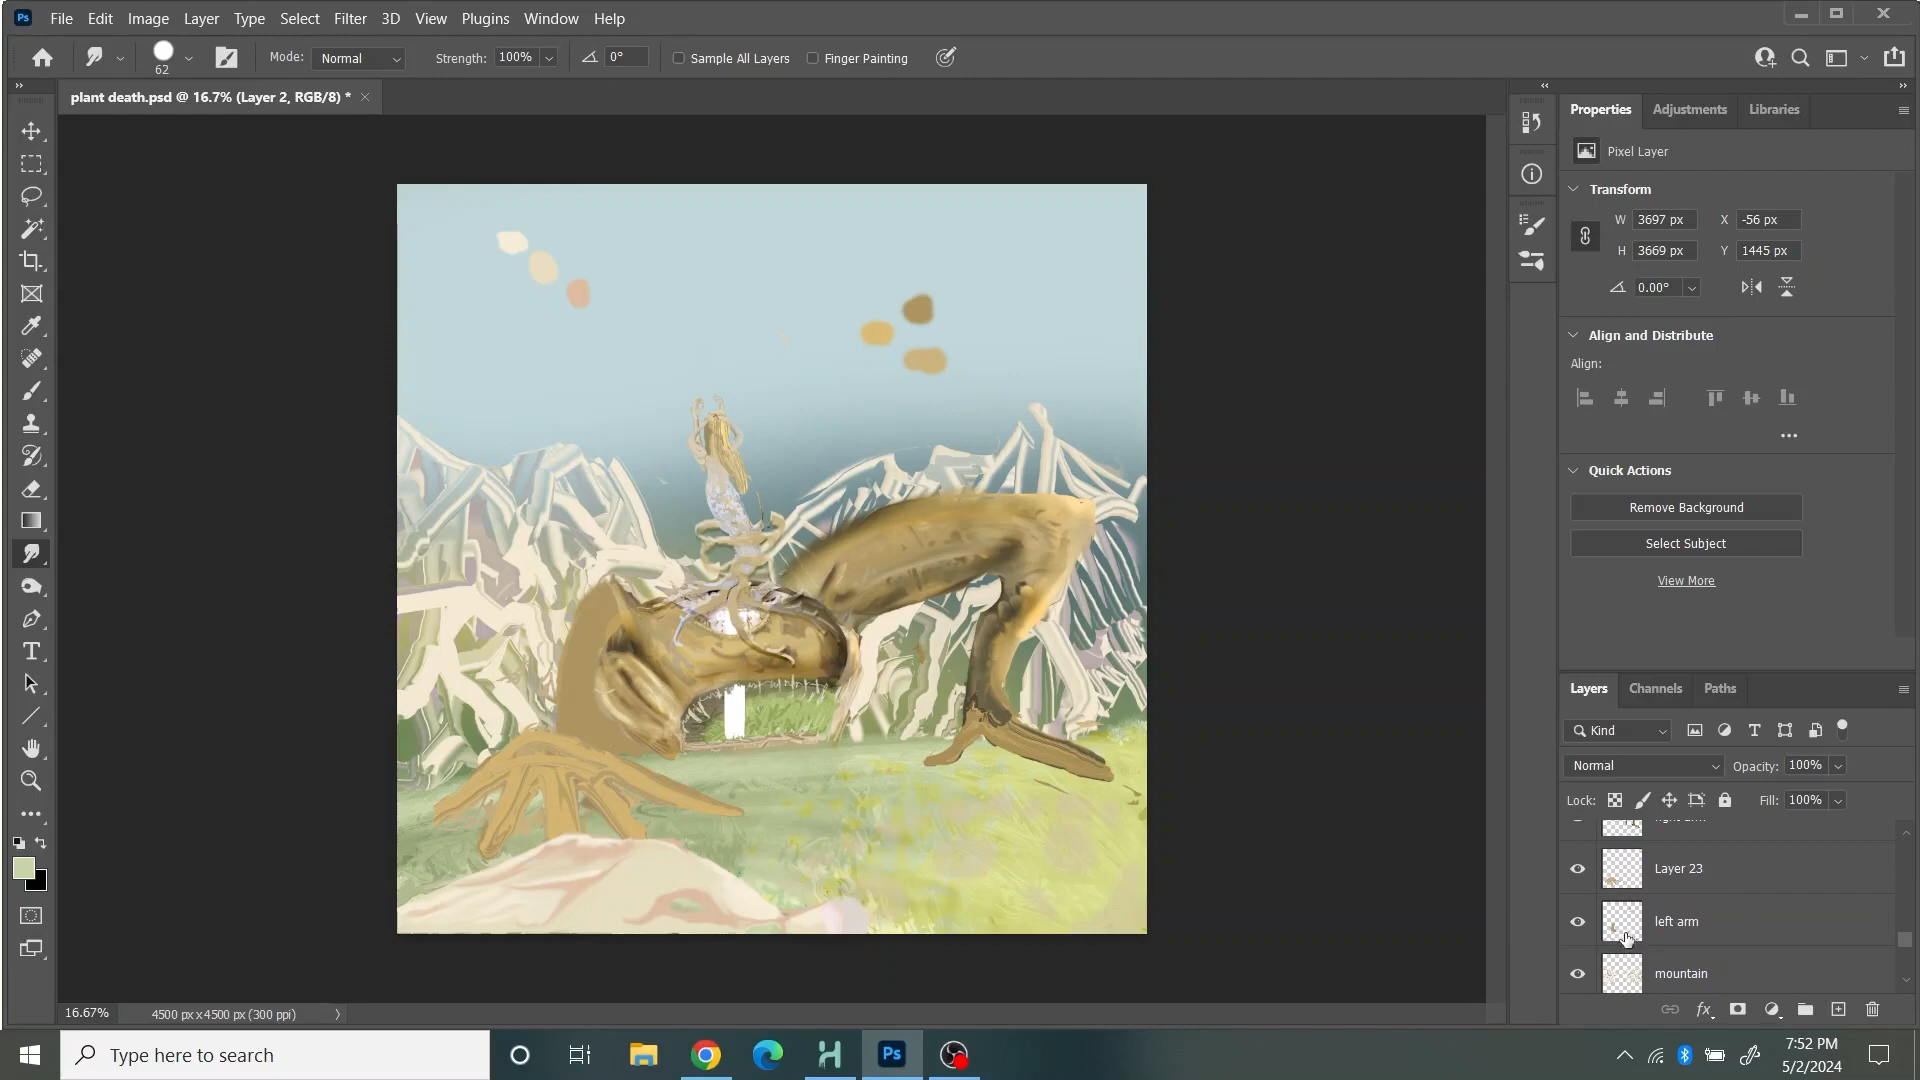 Ps File Edit Image Layer Type Select Filter 3D View Plugins Window Help
62 Mode: Normal Strength: 100% 0° Sample All Layers Finger Painting
plant death.psd @ 16.7% (Layer 2, RGB/8) *
Properties Adjustments Libraries
Pixel Layer
Transform
W 3697 px X -56 px
H 3669 px Y 1445 px
0.00°
Align and Distribute
Align:
Quick Actions
Remove Background
Select Subject
View More
Layers Channels Paths
Kind
Normal Opacity: 100%
Lock: Fill: 100%
Layer 23
left arm
mountain
16.67% 4500 px x 4500 px (300 ppi)
Type here to search
Ps
7:52 PM
5/2/2024